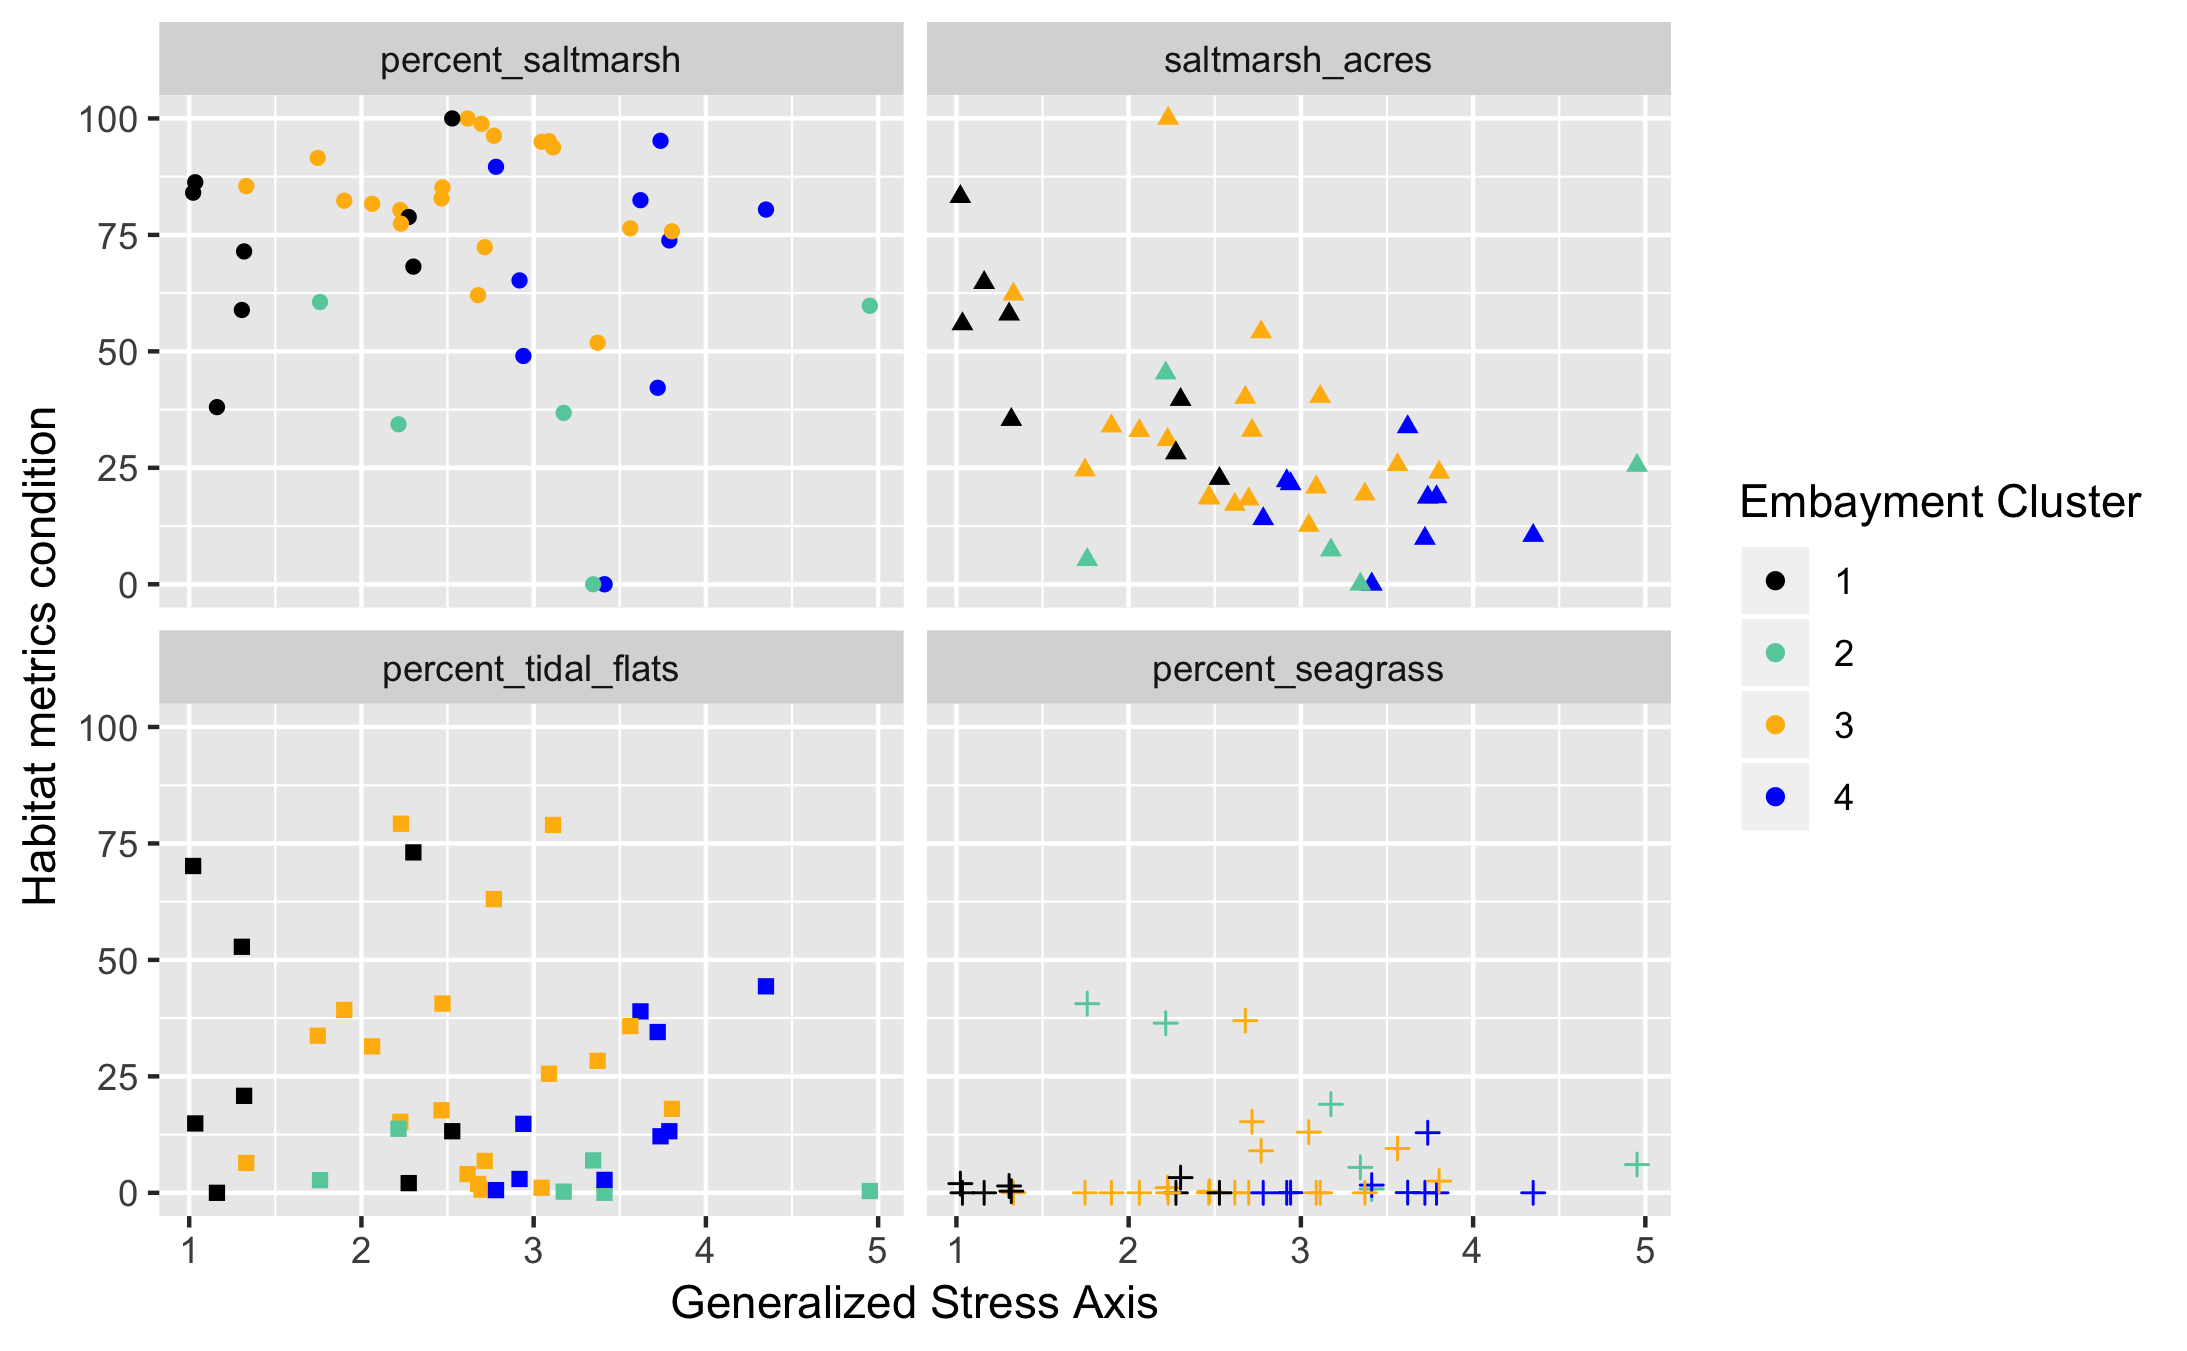 percent_saltmarsh
saltmarsh_acres
100
75
50
25
0
percent_tidal_flats
percent_seagrass
100
75
50
25
0
1 2 3 4 5
1 2 3 4 5
Generalized Stress Axis
Habitat metrics condition
Embayment Cluster
1
2
3
4